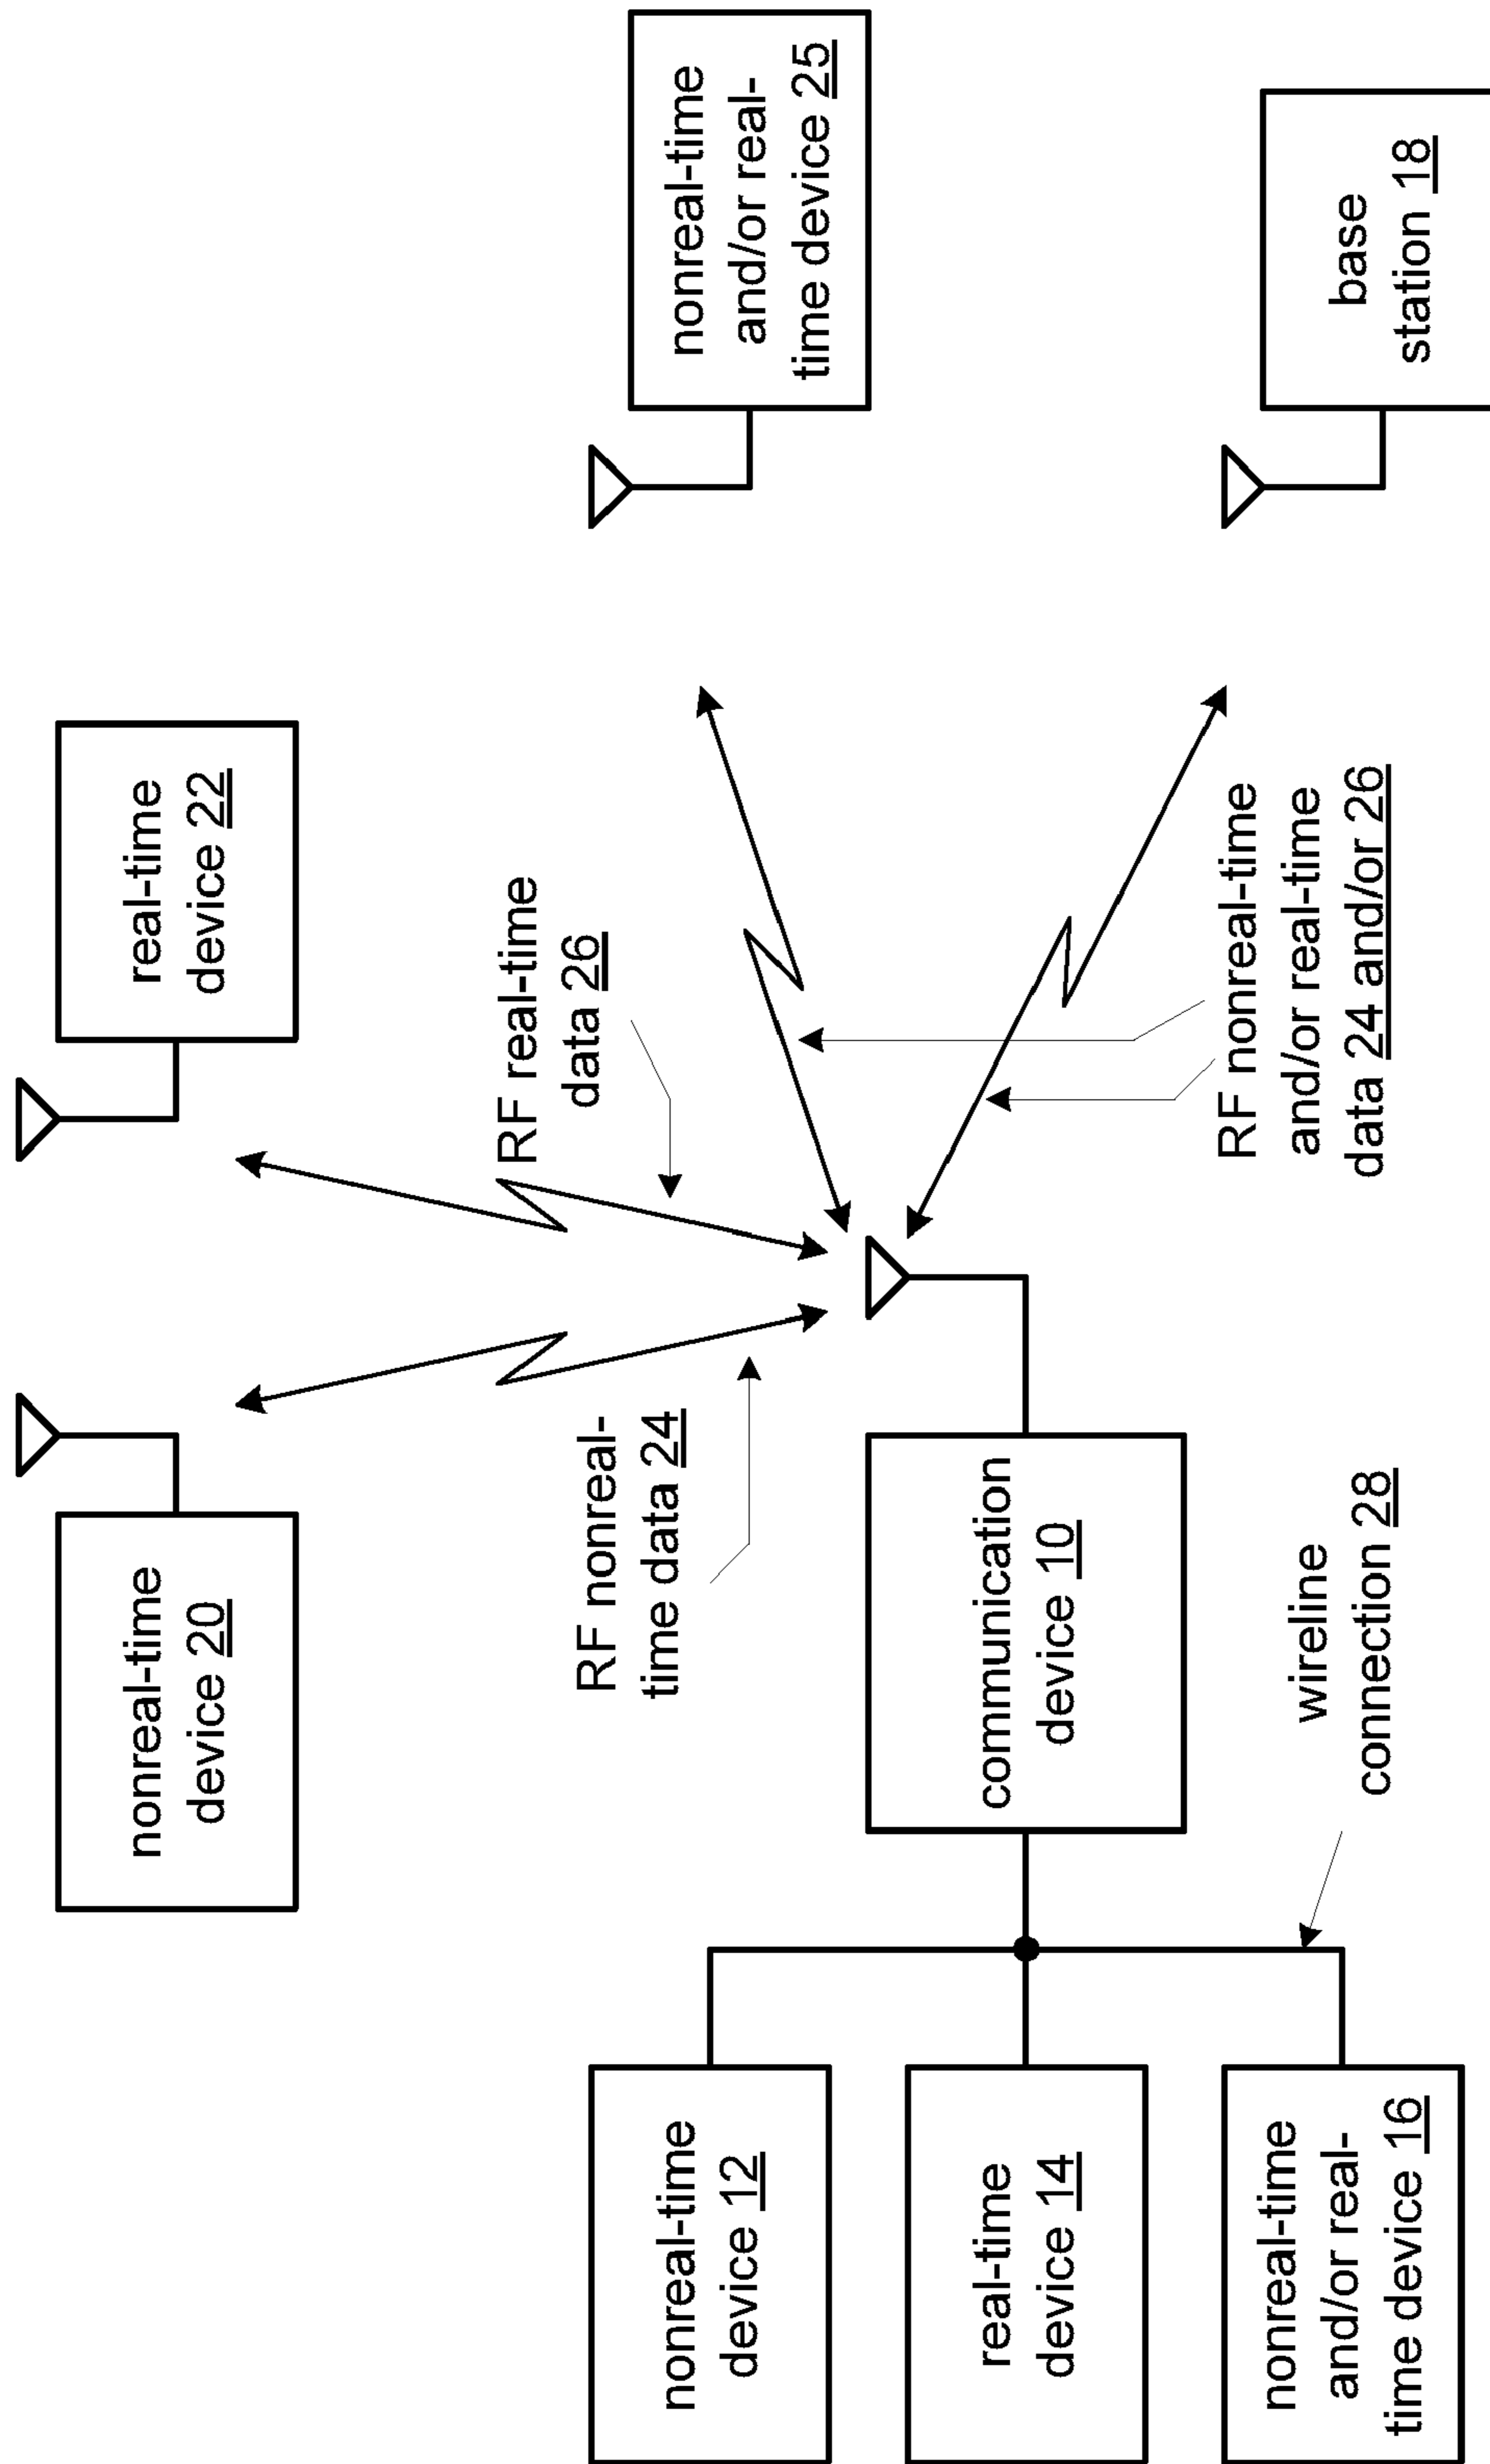 nonreal-time
device 20
real-time
device 22
RF nonreal-
time data 24
RF real-time
data 26
nonreal-time
and/or real-
time device 25
nonreal-time
device 12
real-time
device 14
nonreal-time
and/or real-
time device 16
communication
device 10
wireline
connection 28
RF nonreal-time
and/or real-time
data 24 and/or 26
base
station 18